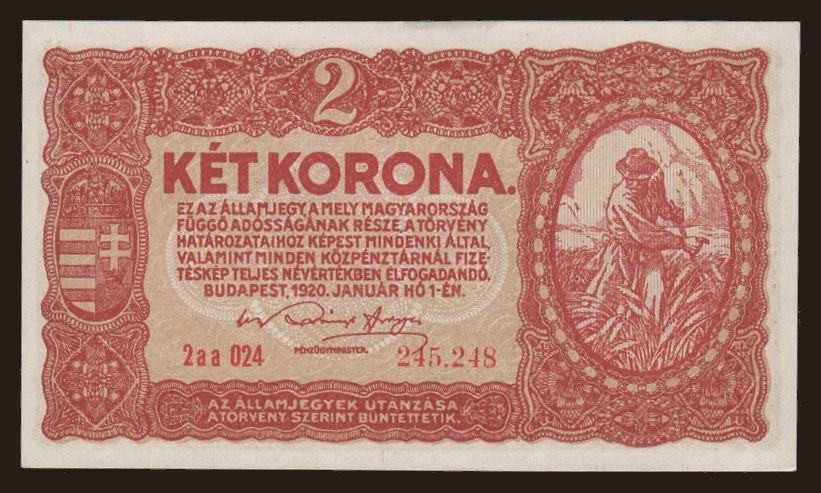 2
KÉT KORONA.
EZ AZ ÁLLAMJEGY, A MELY MAGYARORSZÁG
FÜGGŐ ADÓSSÁGÁNAK RÉSZE, A TÖRVÉNY
HATÁROZATAIHOZ KÉPEST MINDENKI ÁLTAL,
VALAMINT MINDEN KÖZPÉNZTÁRNÁL FIZE-
TÉSKÉP TELJES NÉVÉRTÉKBEN ELFOGADANDÓ.
BUDAPEST, 1920. JANUÁR HÓ 1-ÉN.
2aa 024
PÉNZÜGYMINISTER.
245.248
AZ ÁLLAMJEGYEK UTÁNZÁSA
A TÖRVÉNY SZERINT BÜNTETTETIK.